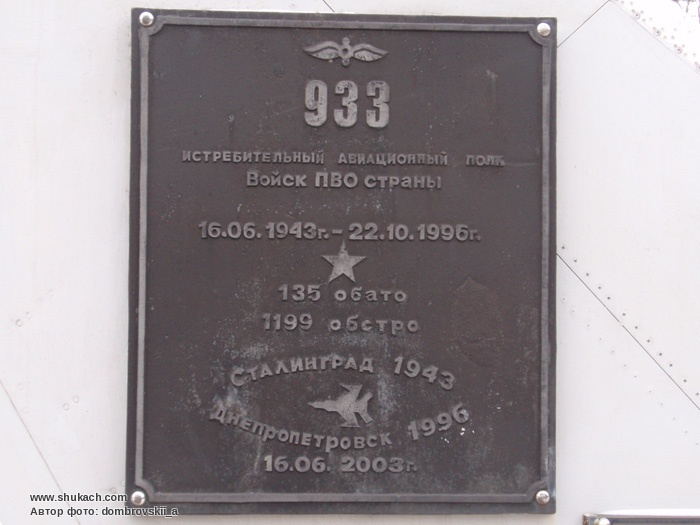 933
ИСТРЕБИТЕЛЬНЫЙ АВИАЦИОННЫЙ ПОЛК
Войск ПВО страны
16.06.1943г. – 22.10.1996г.
135 обато
1199 обстро
Сталинград 1943
Днепропетровск 1996
16.06.2003г.
www.shukach.com
Автор фото: dombrovskii_a